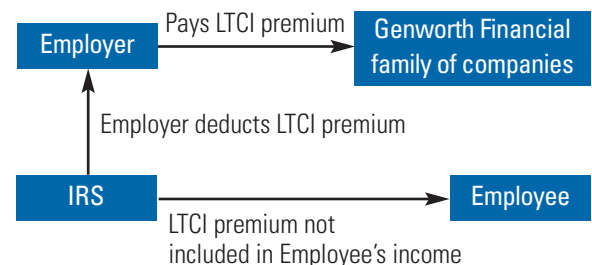 Employer
Pays LTCI premium
Genworth Financial
family of companies
Employer deducts LTCI premium
IRS
Employee
LTCI premium not
included in Employee's income